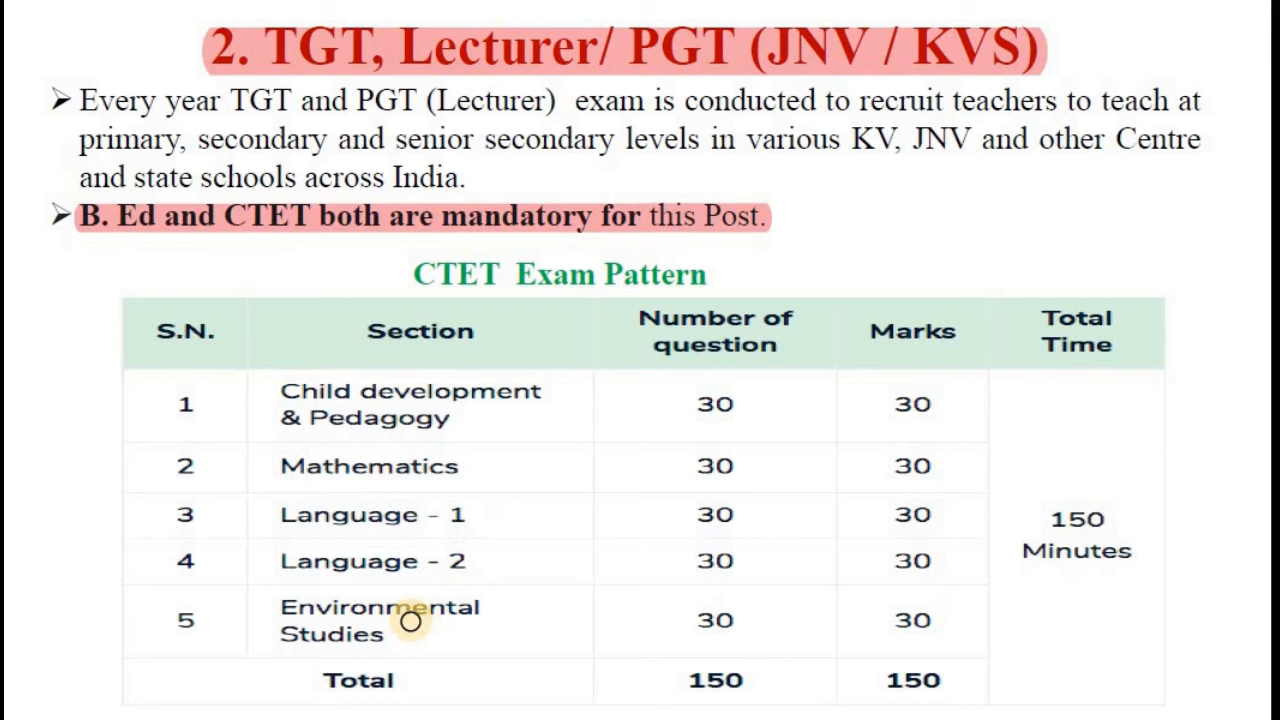 2. TGT, Lecturer/ PGT (JNV / KVS)
➢ Every year TGT and PGT (Lecturer) exam is conducted to recruit teachers to teach at
primary, secondary and senior secondary levels in various KV, JNV and other Centre
and state schools across India.
➢ B. Ed and CTET both are mandatory for this Post.
CTET Exam Pattern
S.N. Section Number of question Marks Total Time
1 Child development & Pedagogy 30 30
2 Mathematics 30 30
3 Language - 1 30 30
150 Minutes
4 Language - 2 30 30
5 Environmental Studies 30 30
Total 150 150